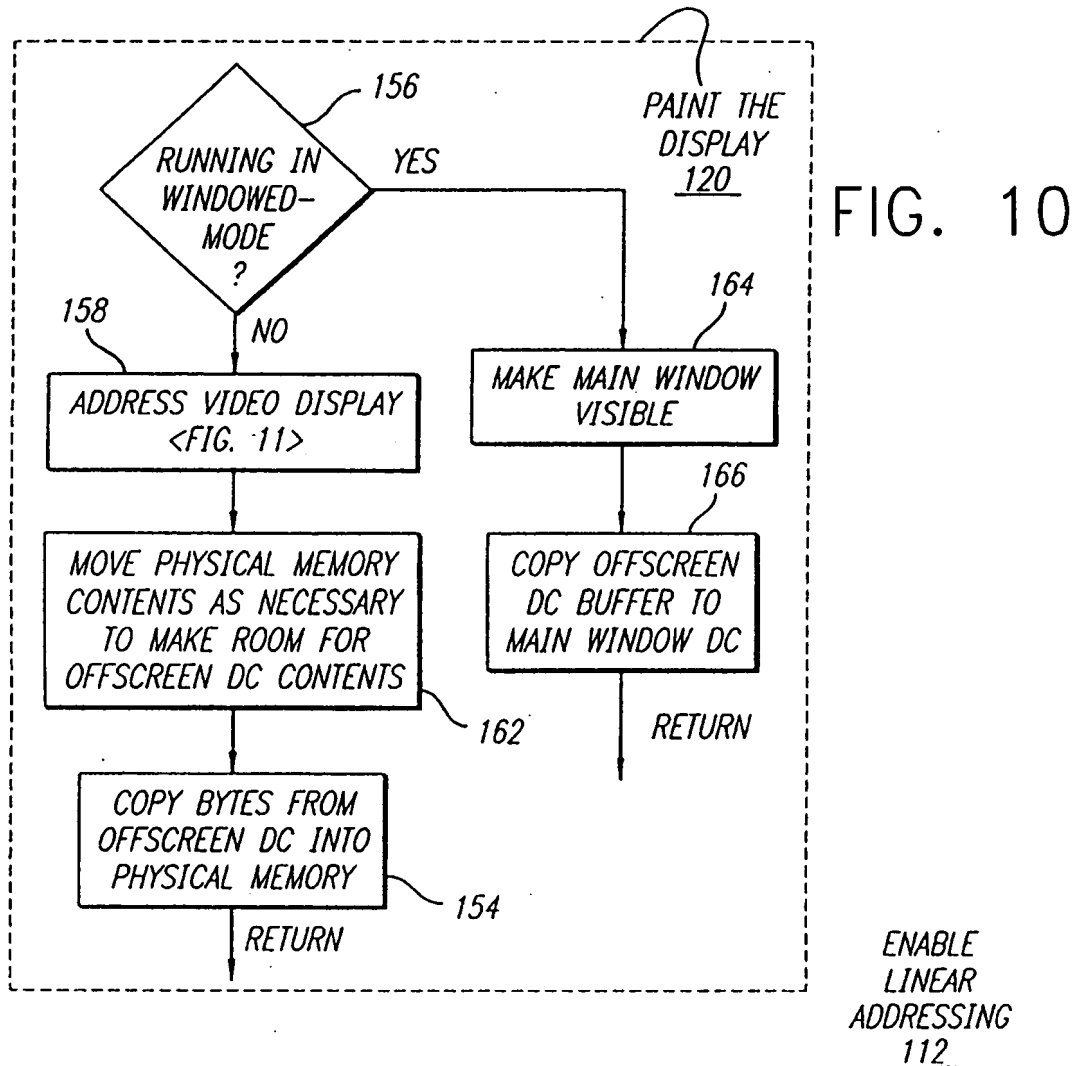 156
RUNNING IN
WINDOWED-
MODE
?
YES
NO
PAINT THE
DISPLAY
120
FIG. 10
158
ADDRESS VIDEO DISPLAY
<FIG. 11>
164
MAKE MAIN WINDOW
VISIBLE
166
MOVE PHYSICAL MEMORY
CONTENTS AS NECESSARY
TO MAKE ROOM FOR
OFFSCREEN DC CONTENTS
162
COPY OFFSCREEN
DC BUFFER TO
MAIN WINDOW DC
RETURN
COPY BYTES FROM
OFFSCREEN DC INTO
PHYSICAL MEMORY
154
RETURN
ENABLE
LINEAR
ADDRESSING
112